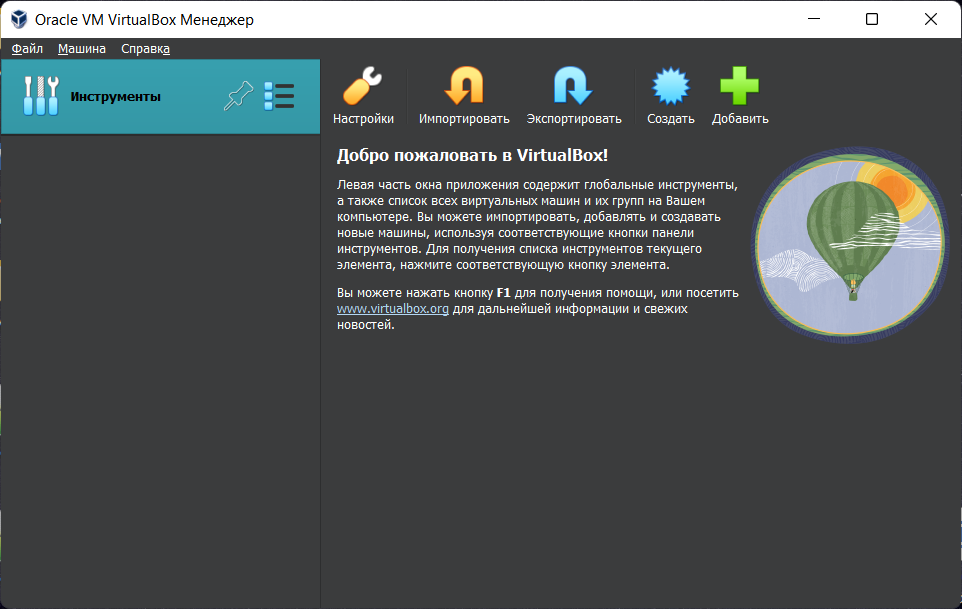 Oracle VM VirtualBox Менеджер
Файл Машина Справка
Инструменты
Настройки Импортировать Экспортировать Создать Добавить
Добро пожаловать в VirtualBox!
Левая часть окна приложения содержит глобальные инструменты,
а также список всех виртуальных машин и их групп на Вашем
компьютере. Вы можете импортировать, добавлять и создавать
новые машины, используя соответствующие кнопки панели
инструментов. Для получения списка инструментов текущего
элемента, нажмите соответствующую кнопку элемента.
Вы можете нажать кнопку F1 для получения помощи, или посетить
www.virtualbox.org для дальнейшей информации и свежих
новостей.